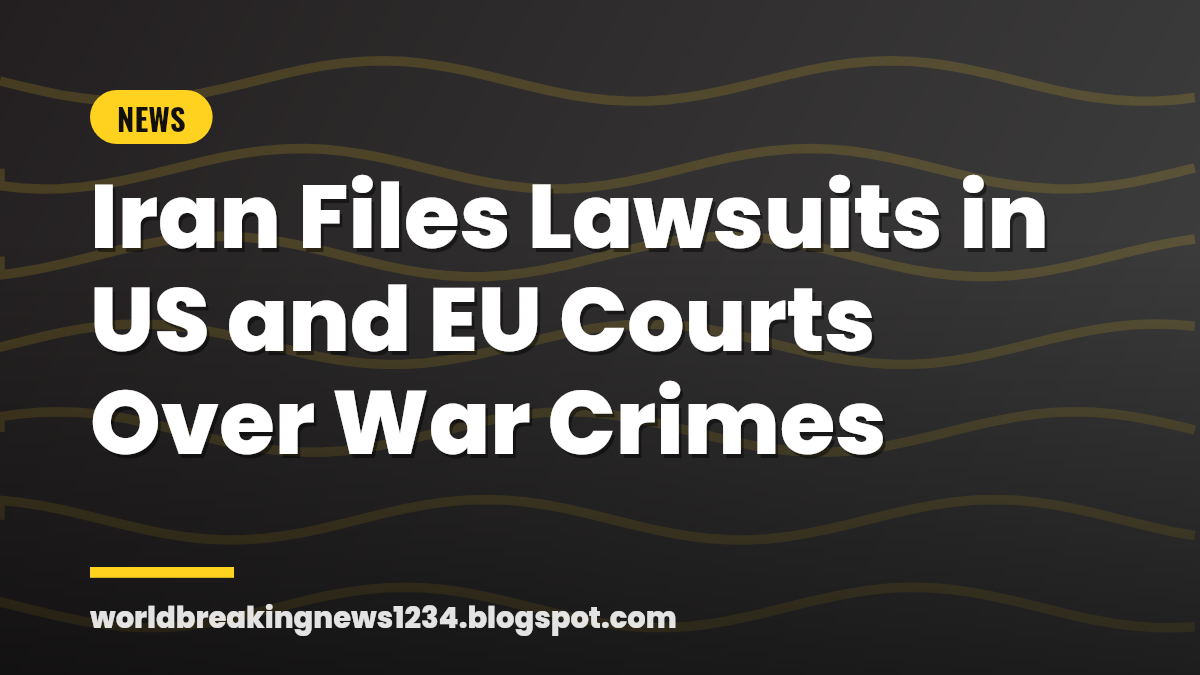 NEWS
Iran Files Lawsuits in
US and EU Courts
Over War Crimes
worldbreakingnews1234.blogspot.com